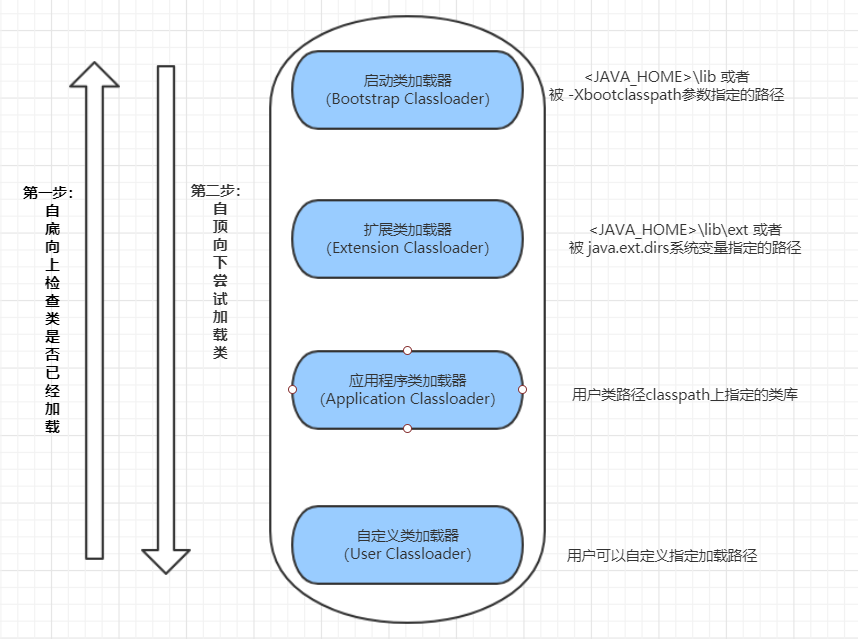 第一步：
自
底
向
上
检
查
类
是
否
已
经
加
载
第二步：
自
顶
向
下
尝
试
加
载
类
启动类加载器
(Bootstrap Classloader)
<JAVA_HOME>\lib 或者
被 -Xbootclasspath参数指定的路径
扩展类加载器
(Extension Classloader)
<JAVA_HOME>\lib\ext 或者
被 java.ext.dirs系统变量指定的路径
应用程序类加载器
(Application Classloader)
用户类路径classpath上指定的类库
自定义类加载器
(User Classloader)
用户可以自定义指定加载路径